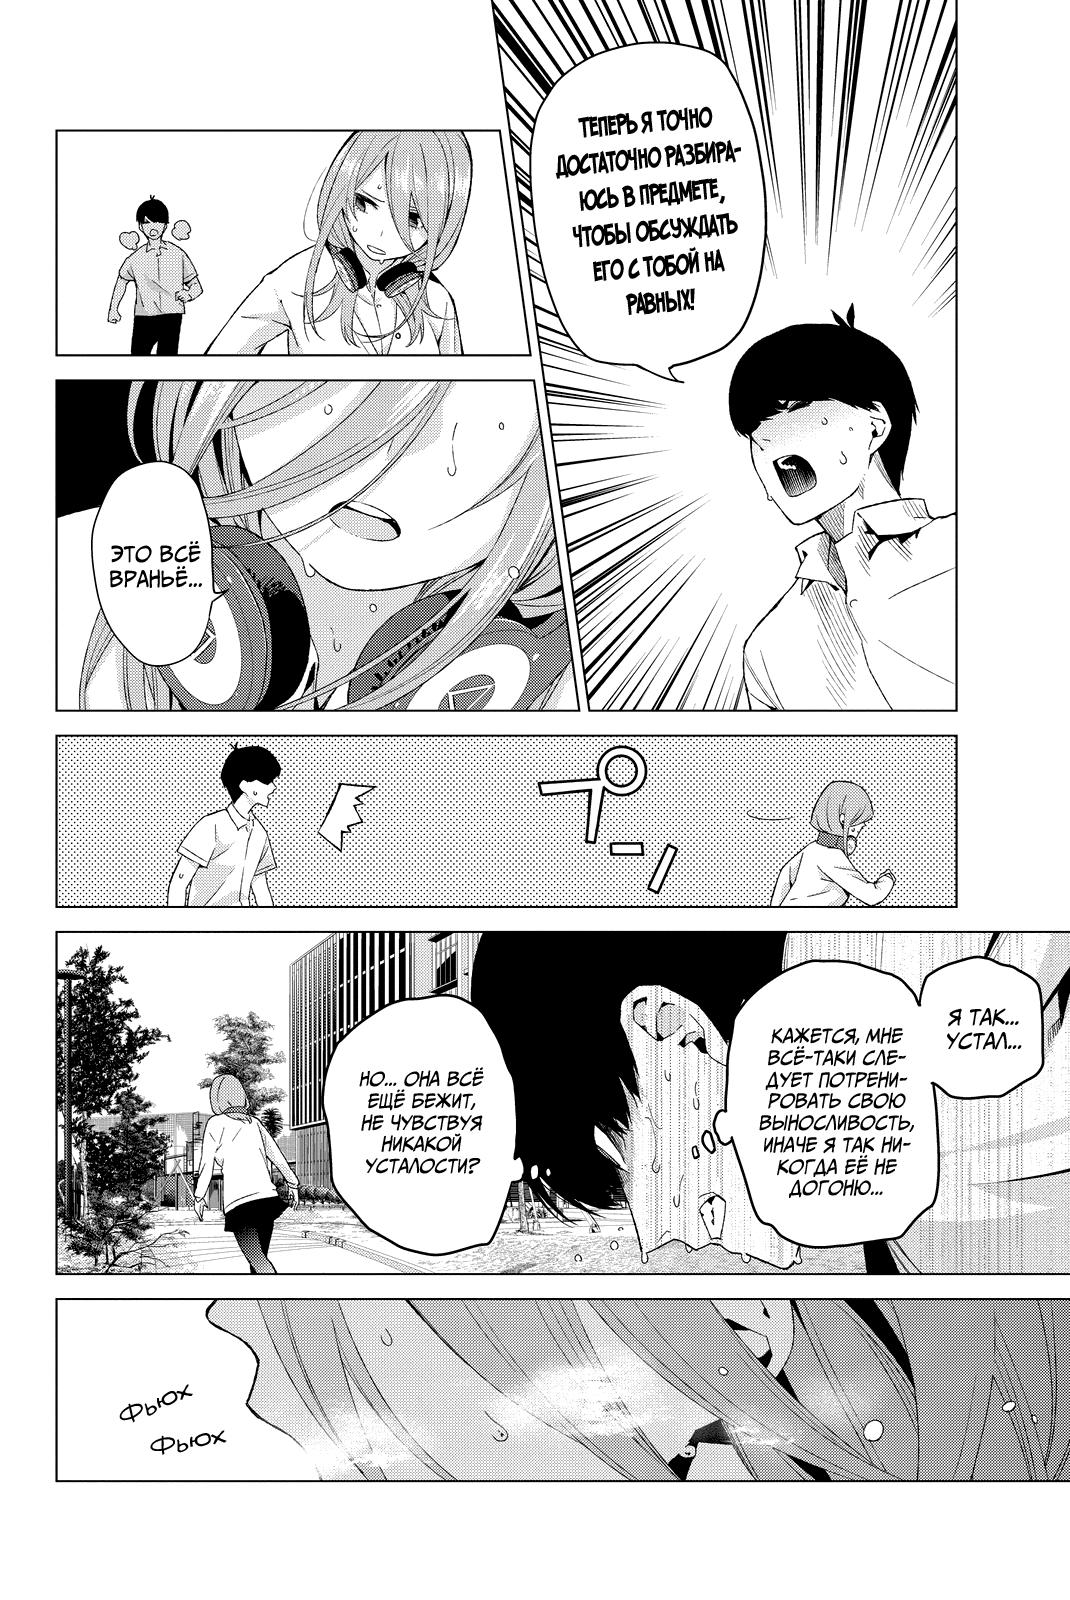 ТЕПЕРЬ Я ТОЧНО
ДОСТАТОЧНО РАЗБИРА-
ЮСЬ В ПРЕДМЕТЕ,
ЧТОБЫ ОБСУЖДАТЬ
ЕГО С ТОБОЙ НА
РАВНЫХ!
ЭТО ВСЁ
ВРАНЬЁ...
ぺー
Я ТАК...
УСТАЛ...
КАЖЕТСЯ, МНЕ
ВСЁ-ТАКИ СЛЕ-
ДУЕТ ПОТРЕНИ-
РОВАТЬ СВОЮ
ВЫНОСЛИВОСТЬ,
ИНАЧЕ Я ТАК НИ-
КОГДА ЕЁ НЕ
ДОГОНЮ...
НО... ОНА ВСЁ
ЕЩЁ БЕЖИТ,
НЕ ЧУВСТВУЯ
НИКАКОЙ
УСТАЛОСТИ?
ФЬЮХ
ФЬЮХ